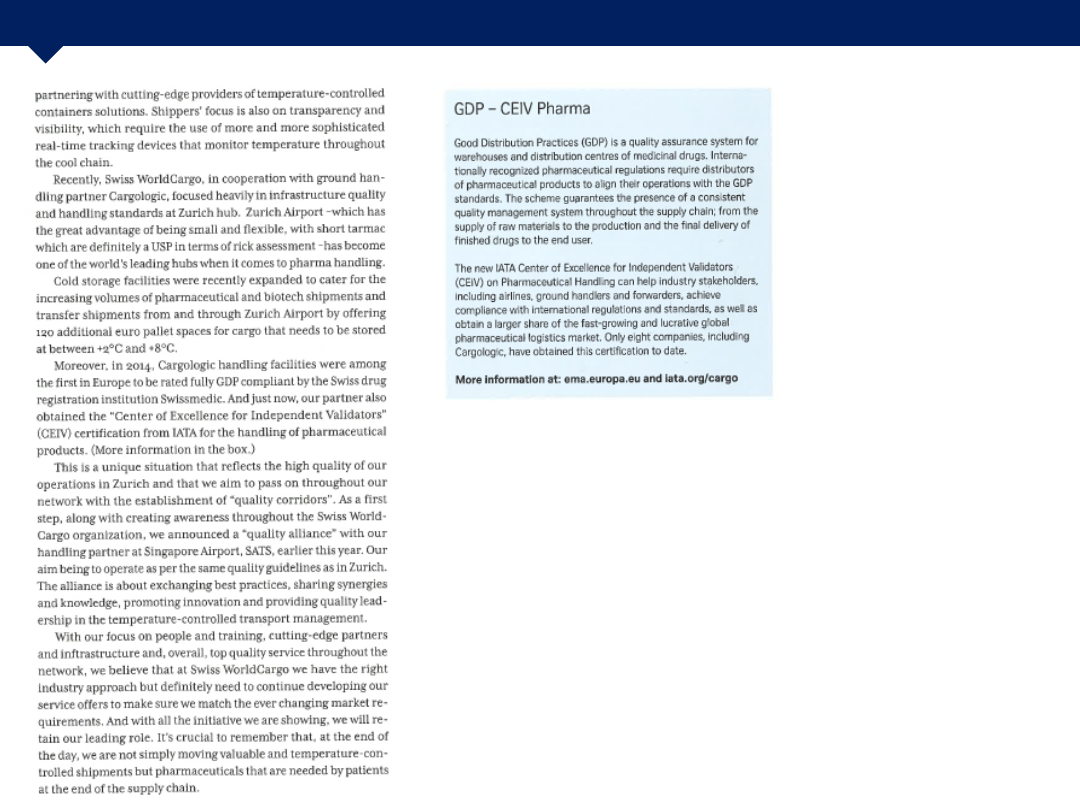 partnering with cutting-edge providers of temperature-controlled
containers solutions. Shippers' focus is also on transparency and
visibility, which require the use of more and more sophisticated
real-time tracking devices that monitor temperature throughout
the cool chain.
Recently, Swiss WorldCargo, in cooperation with ground han-
dling partner Cargologic, focused heavily in infrastructure quality
and handling standards at Zurich hub. Zurich Airport –which has
the great advantage of being small and flexible, with short tarmac
which are definitely a USP in terms of rick assessment –has become
one of the world's leading hubs when it comes to pharma handling.
Cold storage facilities were recently expanded to cater for the
increasing volumes of pharmaceutical and biotech shipments and
transfer shipments from and through Zurich Airport by offering
120 additional euro pallet spaces for cargo that needs to be stored
at between +2°C and +8°C.
Moreover, in 2014, Cargologic handling facilities were among
the first in Europe to be rated fully GDP compliant by the Swiss drug
registration institution Swissmedic. And just now, our partner also
obtained the "Center of Excellence for Independent Validators"
(CEIV) certification from IATA for the handling of pharmaceutical
products. (More information in the box.)
This is a unique situation that reflects the high quality of our
operations in Zurich and that we aim to pass on throughout our
network with the establishment of "quality corridors". As a first
step, along with creating awareness throughout the Swiss World-
Cargo organization, we announced a "quality alliance" with our
handling partner at Singapore Airport, SATS, earlier this year. Our
aim being to operate as per the same quality guidelines as in Zurich.
The alliance is about exchanging best practices, sharing synergies
and knowledge, promoting innovation and providing quality lead-
ership in the temperature-controlled transport management.
With our focus on people and training, cutting-edge partners
and inftrastructure and, overall, top quality service throughout the
network, we believe that at Swiss WorldCargo we have the right
industry approach but definitely need to continue developing our
service offers to make sure we match the ever changing market re-
quirements. And with all the initiative we are showing, we will re-
tain our leading role. It's crucial to remember that, at the end of
the day, we are not simply moving valuable and temperature-con-
trolled shipments but pharmaceuticals that are needed by patients
at the end of the supply chain.
GDP – CEIV Pharma
Good Distribution Practices (GDP) is a quality assurance system for
warehouses and distribution centres of medicinal drugs. Interna-
tionally recognized pharmaceutical regulations require distributors
of pharmaceutical products to align their operations with the GDP
standards. The scheme guarantees the presence of a consistent
quality management system throughout the supply chain; from the
supply of raw materials to the production and the final delivery of
finished drugs to the end user.
The new IATA Center of Excellence for Independent Validators
(CEIV) on Pharmaceutical Handling can help industry stakeholders,
including airlines, ground handlers and forwarders, achieve
compliance with international regulations and standards, as well as
obtain a larger share of the fast-growing and lucrative global
pharmaceutical logistics market. Only eight companies, including
Cargologic, have obtained this certification to date.
More information at: ema.europa.eu and iata.org/cargo